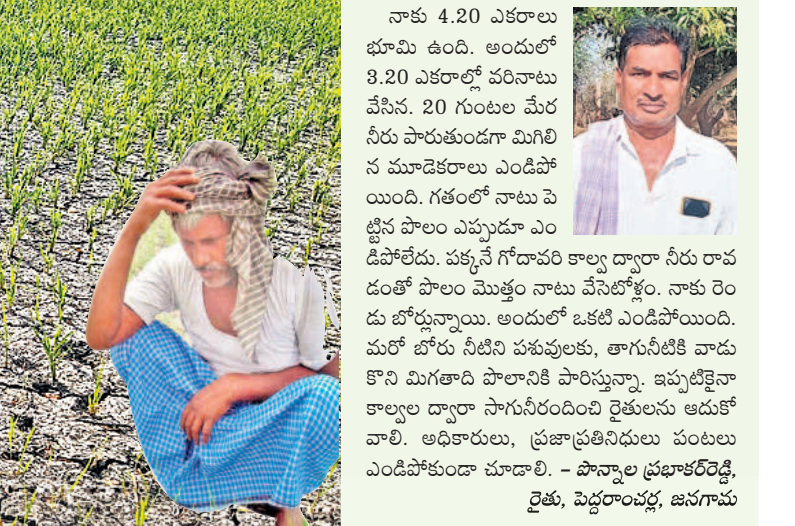 నాకు 4.20 ఎకరాలు
భూమి ఉంది. అందులో
3.20 ఎకరాల్లో వరినాటు
వేసిన. 20 గుంటల మేర
నీరు పారుతుండగా మిగిలి
న మూడెకరాలు ఎండిపో
యింది. గతంలో నాటు పె
ట్టిన పొలం ఎప్పుడూ ఎం
డిపోలేదు. పక్కనే గోదావరి కాల్వ ద్వారా నీరు రావ
డంతో పొలం మొత్తం నాటు వేసెటోళ్లం. నాకు రెం
డు బోర్లున్నాయి. అందులో ఒకటి ఎండిపోయింది.
మరో బోరు నీటిని పశువులకు, తాగునీటికి వాడు
కొని మిగతాది పొలానికి పారిస్తున్నా. ఇప్పటికైనా
కాల్వల ద్వారా సాగునీరందించి రైతులను ఆదుకో
వాలి. అధికారులు, ప్రజాప్రతినిధులు పంటలు
ఎండిపోకుండా చూడాలి. – పొన్నాల ప్రభాకర్‌రెడ్డి,
రైతు, పెద్దరాంచర్ల, జనగామ